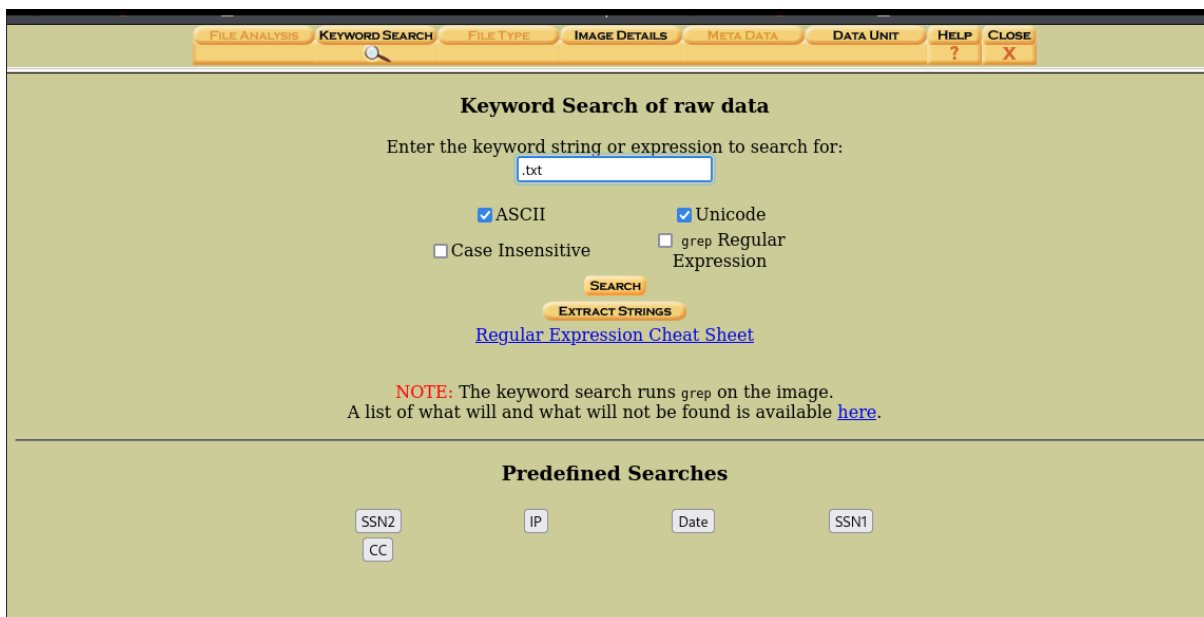 FILE ANALYSIS KEYWORD SEARCH FILE TYPE IMAGE DETAILS META DATA DATA UNIT HELP CLOSE
? X
Keyword Search of raw data
Enter the keyword string or expression to search for:
.txt
ASCII Unicode
Case Insensitive grep Regular
Expression
SEARCH
EXTRACT STRINGS
Regular Expression Cheat Sheet
NOTE: The keyword search runs grep on the image.
A list of what will and what will not be found is available here.
Predefined Searches
SSN2 IP Date SSN1
CC